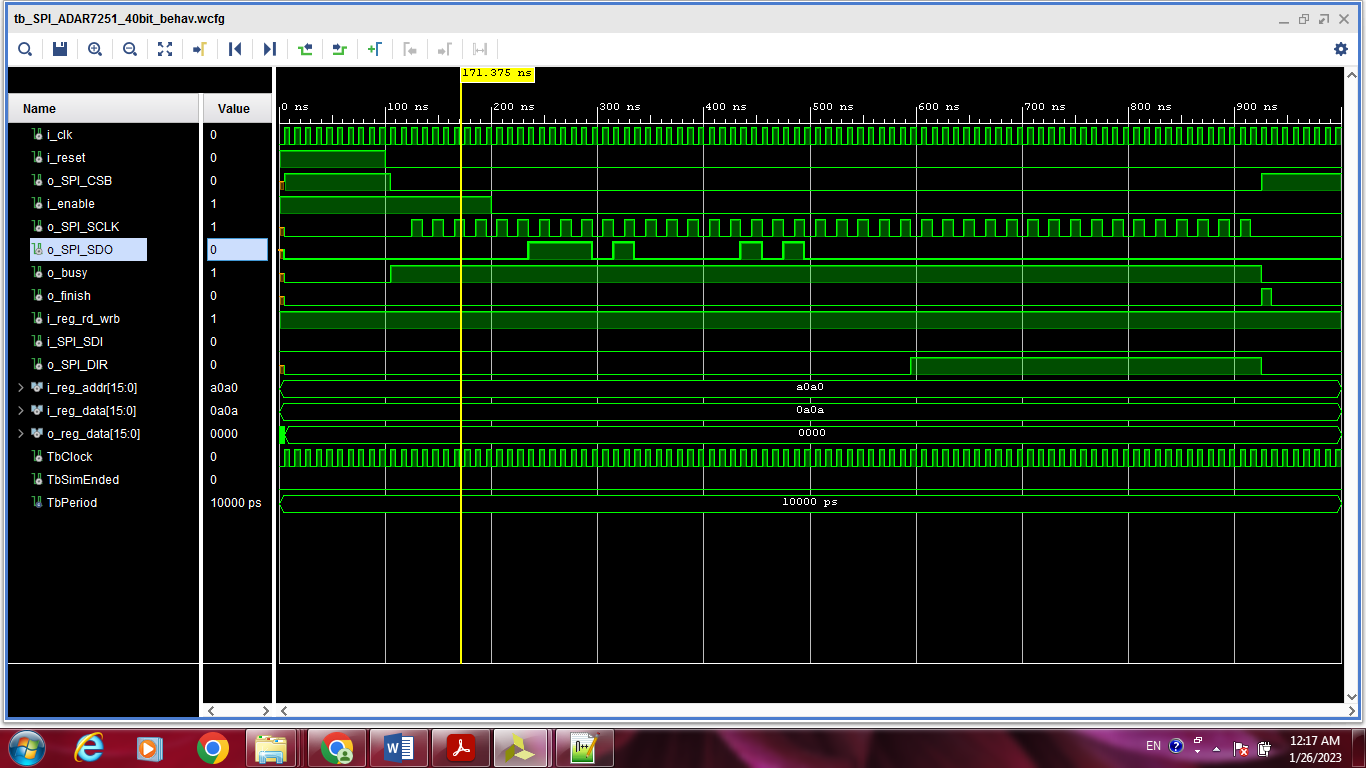 tb_SPI_ADAR7251_40bit_behav.wcfg
171.375 ns
Name Value
0 ns 100 ns 200 ns 300 ns 400 ns 500 ns 600 ns 700 ns 800 ns 900 ns
i_clk 0
i_reset 0
o_SPI_CSB 0
i_enable 1
o_SPI_SCLK 1
o_SPI_SDO 0
o_busy 1
o_finish 0
i_reg_rd_wrb 1
i_SPI_SDI 0
o_SPI_DIR 0
i_reg_addr[15:0] a0a0 a0a0
i_reg_data[15:0] 0a0a 0a0a
o_reg_data[15:0] 0000 0000
TbClock 0
TbSimEnded 0
TbPeriod 10000 ps 10000 ps
EN
12:17 AM
1/26/2023